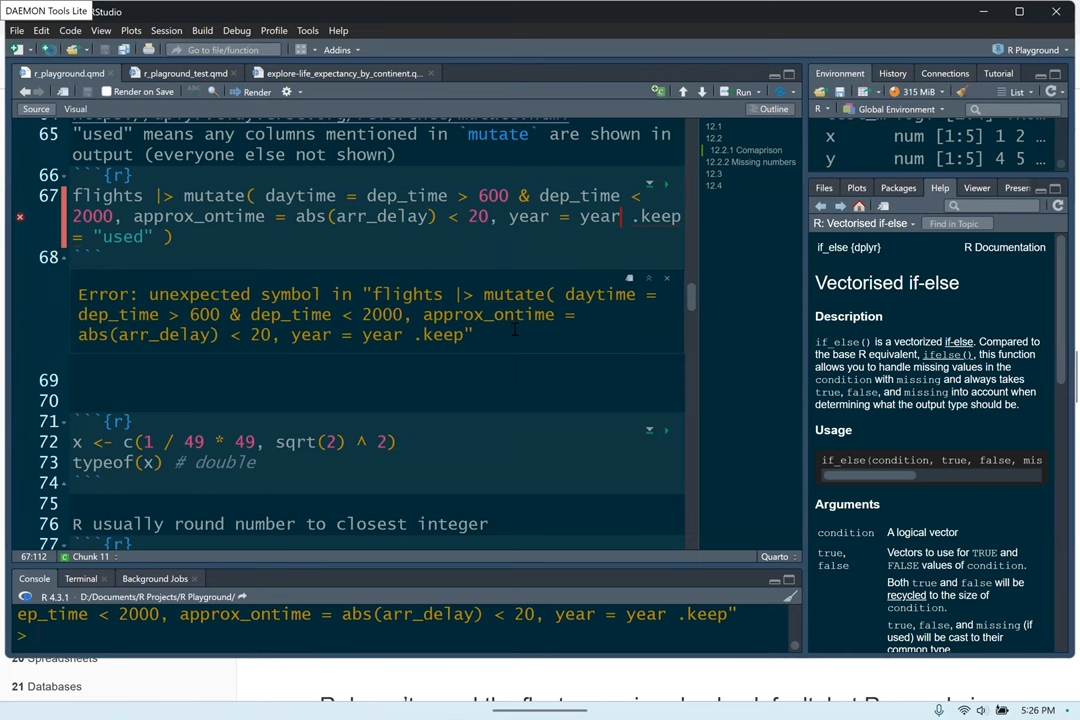 DAEMON Tools Lite
RStudio
File Edit Code View Plots Session Build Debug Profile Tools Help
Go to file/function
Addins
R Playground
r_playground.qmd
r_plaground_test.qmd
explore-life_expectancy_by_continent.q...
Render on Save
Render
Run
Source Visual
Outline
65 "used" means any columns mentioned in `mutate` are shown in
output (everyone else not shown)
66 ```{r}
67 flights |> mutate( daytime = dep_time > 600 & dep_time <
2000, approx_ontime = abs(arr_delay) < 20, year = year .keep
= "used" )
68 ```
Error: unexpected symbol in "flights |> mutate( daytime =
dep_time > 600 & dep_time < 2000, approx_ontime =
abs(arr_delay) < 20, year = year .keep"
69
70
71 ```{r}
72 x <- c(1 / 49 * 49, sqrt(2) ^ 2)
73 typeof(x) # double
74 ```
75
76 R usually round number to closest integer
77 ```{r}
12.1
12.2
12.2.1 Comaprison
12.2.2 Missing numbers
12.3
12.4
67:112
Chunk 11
Quarto
Console Terminal Background Jobs
R 4.3.1 · D:/Documents/R Projects/R Playground/
ep_time < 2000, approx_ontime = abs(arr_delay) < 20, year = year .keep"
>
Environment History Connections Tutorial
315 MiB
List
R
Global Environment
x num [1:5] 1 2 ...
y num [1:5] 4 5 ...
Files Plots Packages Help Viewer Presen
R: Vectorised if-else
Find in Topic
if_else {dplyr} R Documentation
Vectorised if-else
Description
if_else() is a vectorized if-else. Compared to
the base R equivalent, ifelse(), this function
allows you to handle missing values in the
condition with missing and always takes
true, false, and missing into account when
determining what the output type should be.
Usage
if_else(condition, true, false, mis
Arguments
condition A logical vector
true, false Vectors to use for TRUE and
FALSE values of condition.
Both true and false will be
recycled to the size of
condition.
true, false, and missing (if
used) will be cast to their
common type.
20 Spreadsheets
21 Databases
5:26 PM